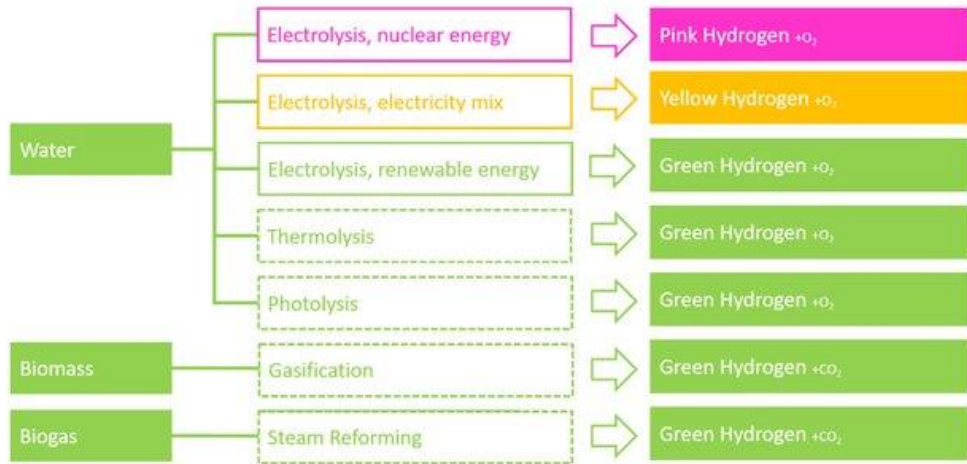 Electrolysis, nuclear energy
Pink Hydrogen +O₂
Electrolysis, electricity mix
Yellow Hydrogen +O₂
Water
Electrolysis, renewable energy
Green Hydrogen +O₂
Thermolysis
Green Hydrogen +O₂
Photolysis
Green Hydrogen +O₂
Biomass
Gasification
Green Hydrogen +CO₂
Biogas
Steam Reforming
Green Hydrogen +CO₂